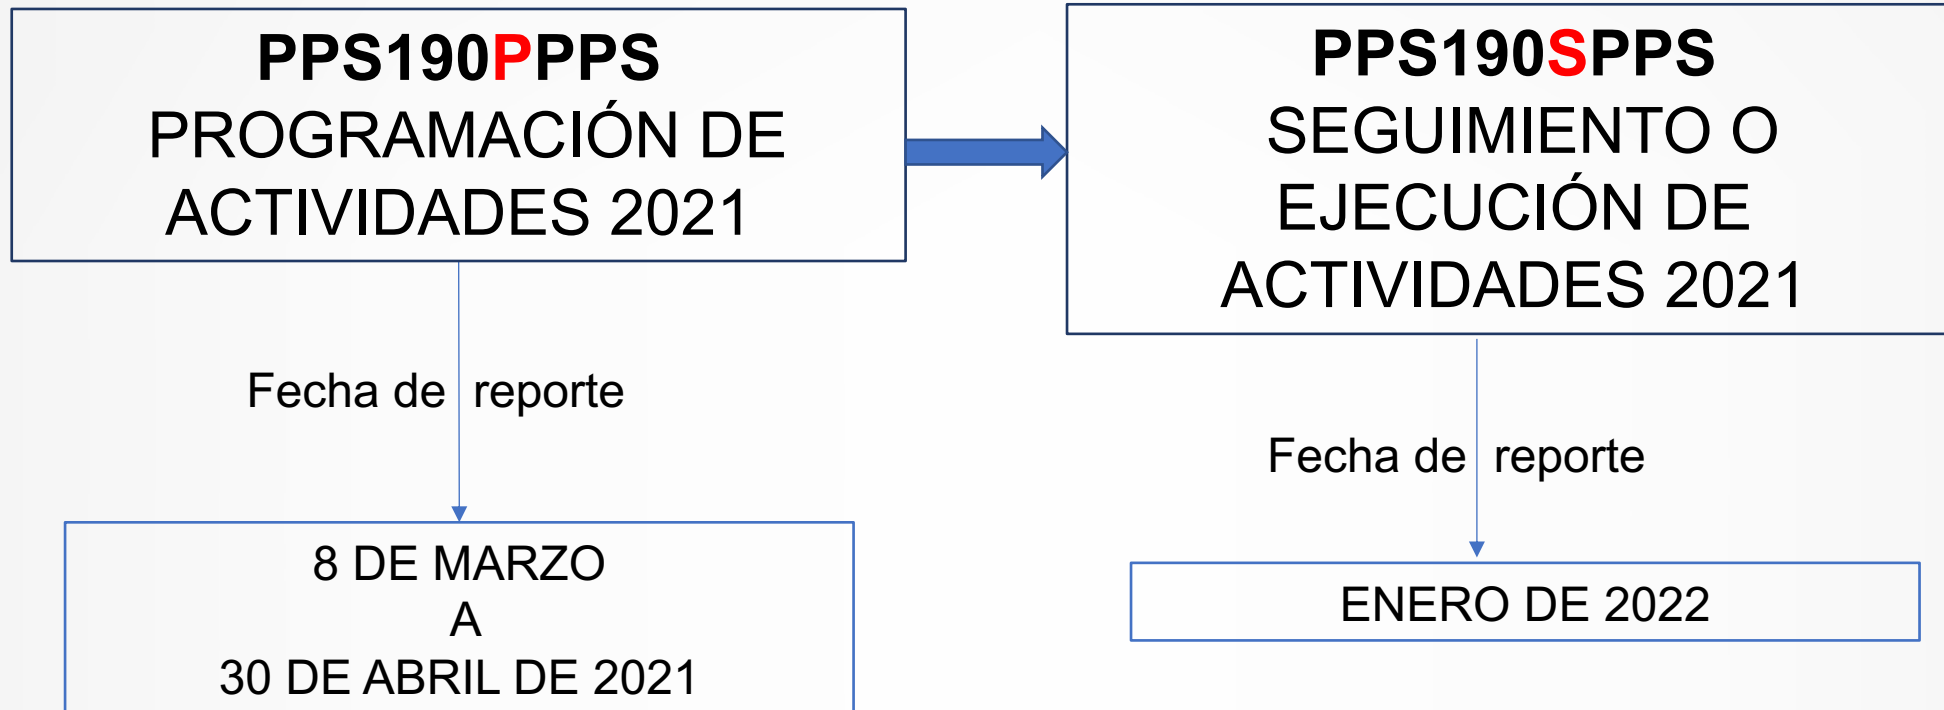 PPS190PPPS
PROGRAMACIÓN DE
ACTIVIDADES 2021
PPS190SPPS
SEGUIMIENTO O
EJECUCIÓN DE
ACTIVIDADES 2021
Fecha de reporte
Fecha de reporte
8 DE MARZO
A
30 DE ABRIL DE 2021
ENERO DE 2022